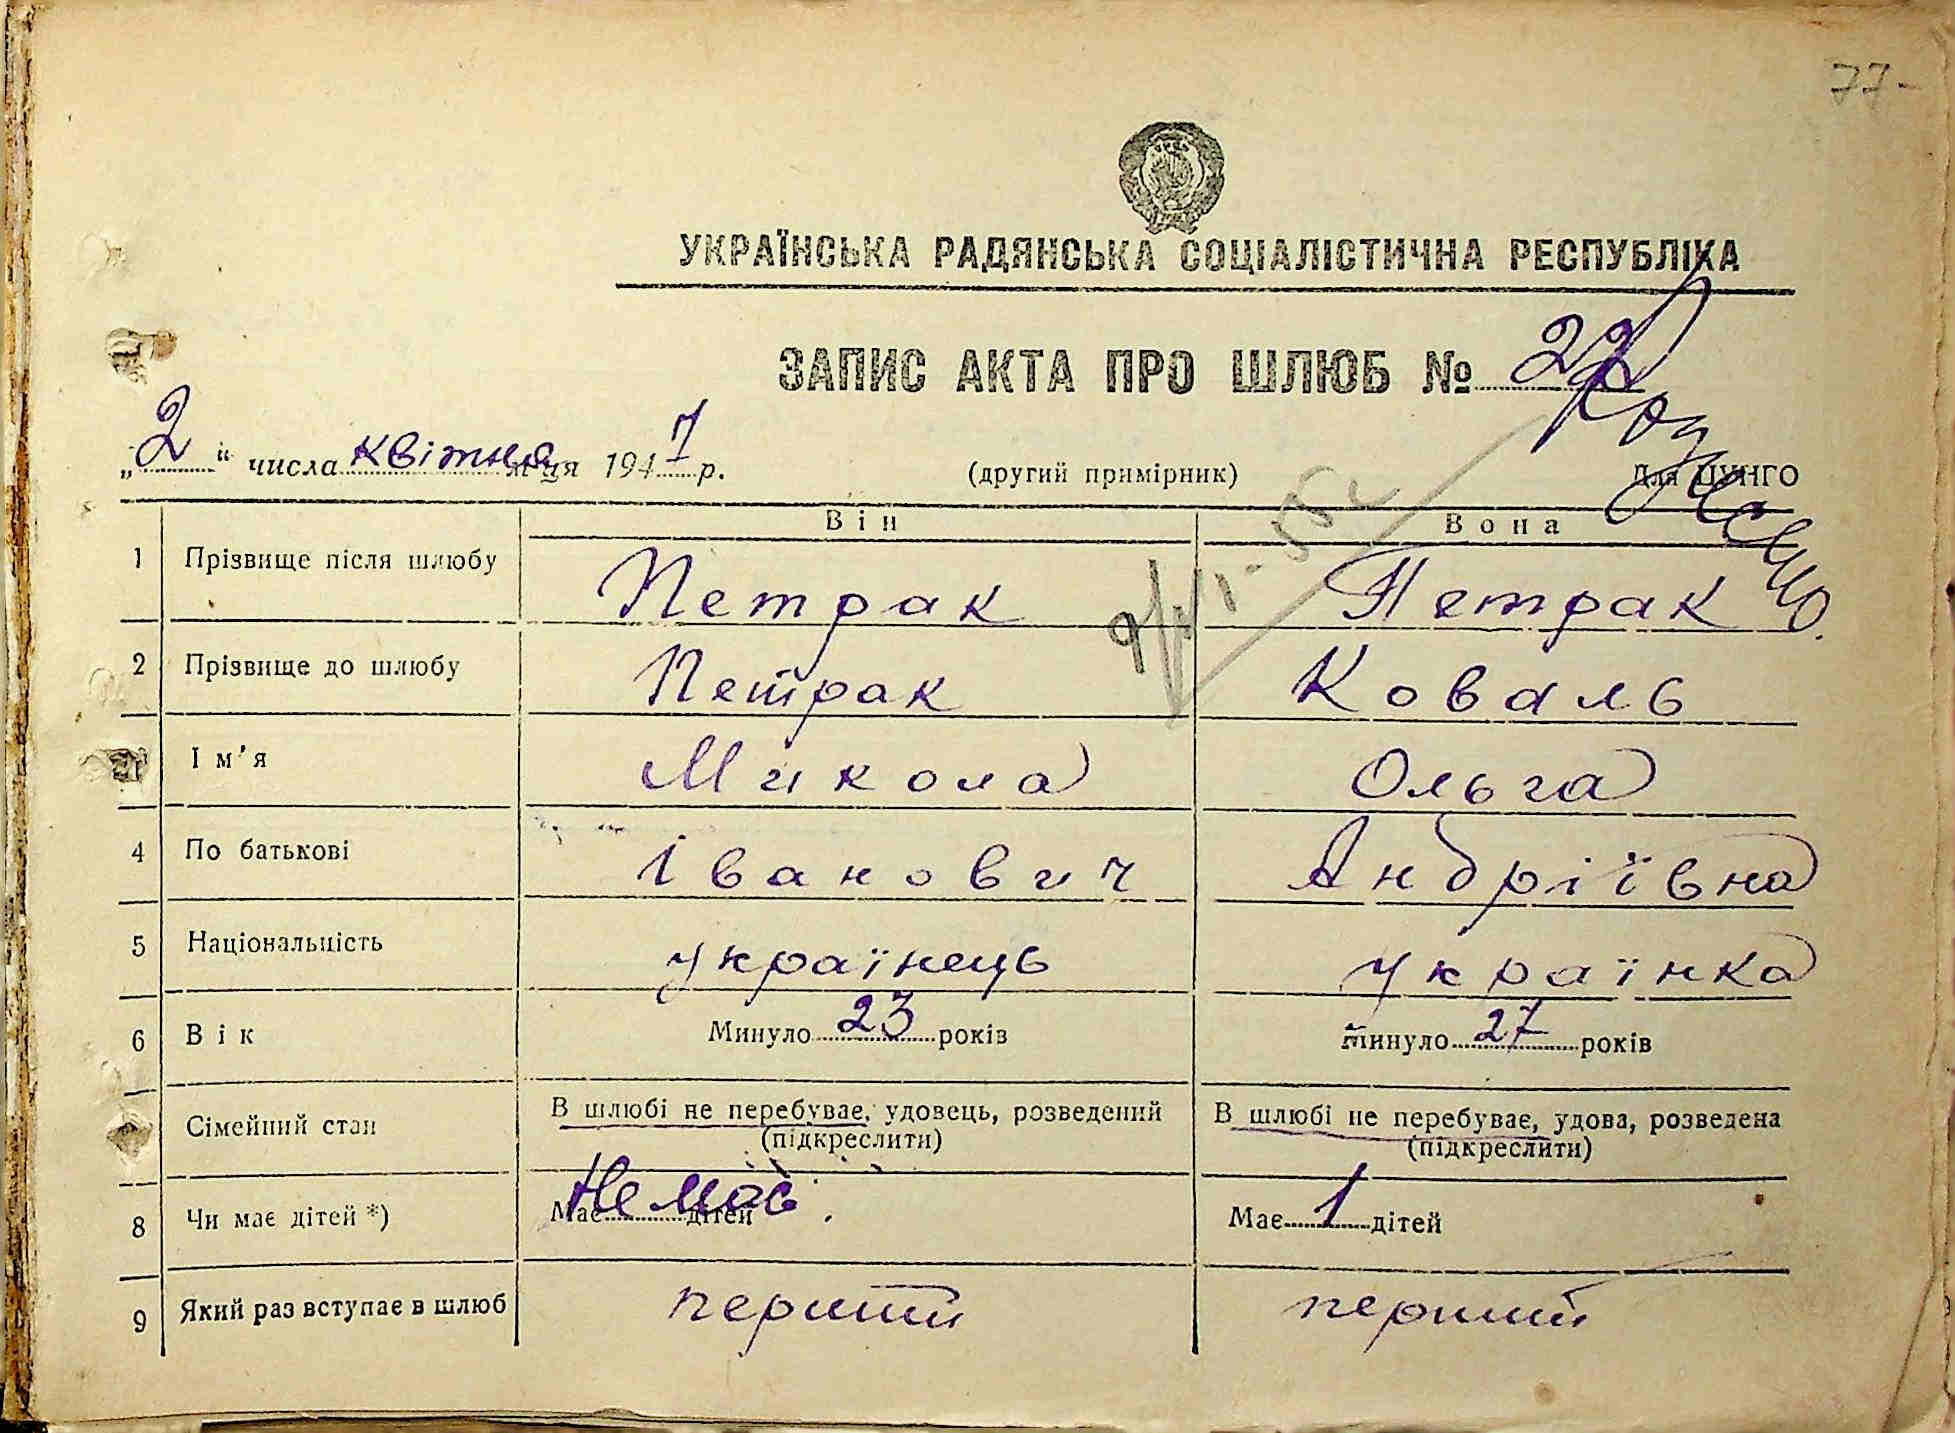 77-
УКРАЇНСЬКА РАДЯНСЬКА СОЦІАЛІСТИЧНА РЕСПУБЛІКА
ЗАПИС АКТА ПРО ШЛЮБ № 22
Розірвано.
„2“ числа квітня м-ця 1947 р. (другий примірник) Для ЦУНГО
Він Вона
1 Прізвище після шлюбу Петрак Петрак
2 Прізвище до шлюбу Петрак Коваль
Ім'я Микола Ольга
4 По батькові Іванович Андріївна
5 Національність українець українка
6 Вік Минуло 23 років Минуло 27 років
Сімейний стан В шлюбі не перебуває, удовець, розведений В шлюбі не перебуває, удова, розведена
(підкреслити) (підкреслити)
8 Чи має дітей *) Має не має дітей Має 1 дітей
9 Який раз вступає в шлюб перший перший